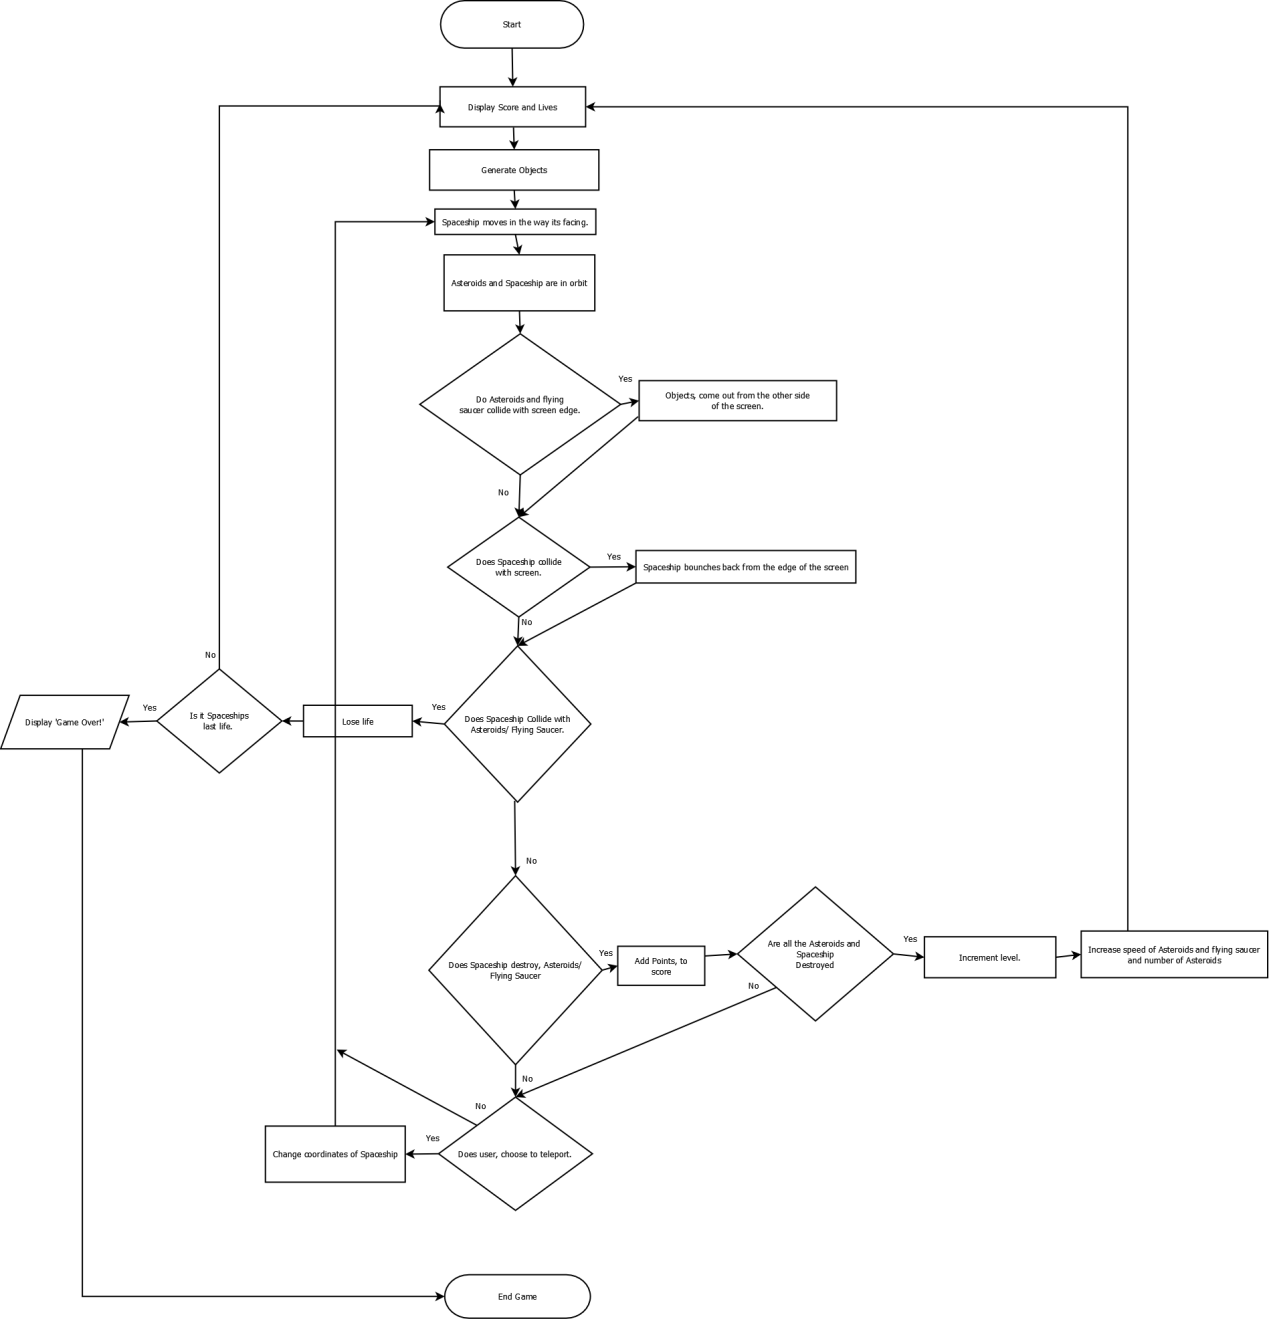 Start
Display Score and Lives
Generate Objects
Spaceship moves in the way its facing.
Asteroids and Spaceship are in orbit
Do Asteroids and flying
saucer collide with screen edge.
Yes
Objects, come out from the other side
of the screen.
No
Does Spaceship collide
with screen.
Yes
Spaceship bounches back from the edge of the screen
No
Does Spaceship Collide with
Asteroids/ Flying Saucer.
Yes
Lose life
Is it Spaceships
last life.
No
Yes
Display 'Game Over!'
No
Does Spaceship destroy, Asteroids/
Flying Saucer
Yes
Add Points, to
score
Are all the Asteroids and
Spaceship
Destroyed
Yes
Increment level.
Increase speed of Asteroids and flying saucer
and number of Asteroids
No
No
Does user, choose to teleport.
No
Yes
Change coordinates of Spaceship
End Game